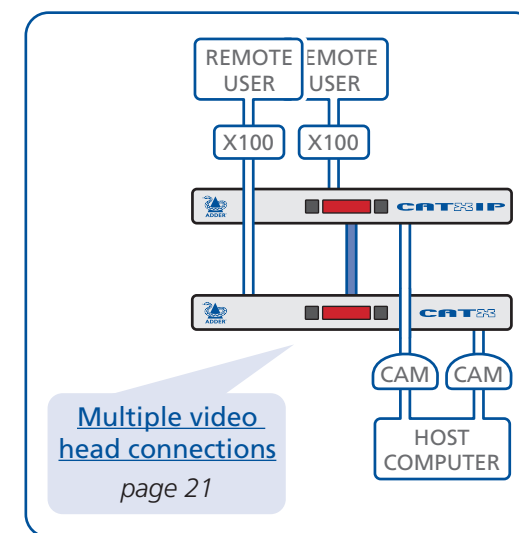 REMOTE
USER
EMOTE
USER
X100
X100
ADDER
CATXIP
ADDER
CATX
CAM
CAM
HOST
COMPUTER
Multiple video
head connections
page 21